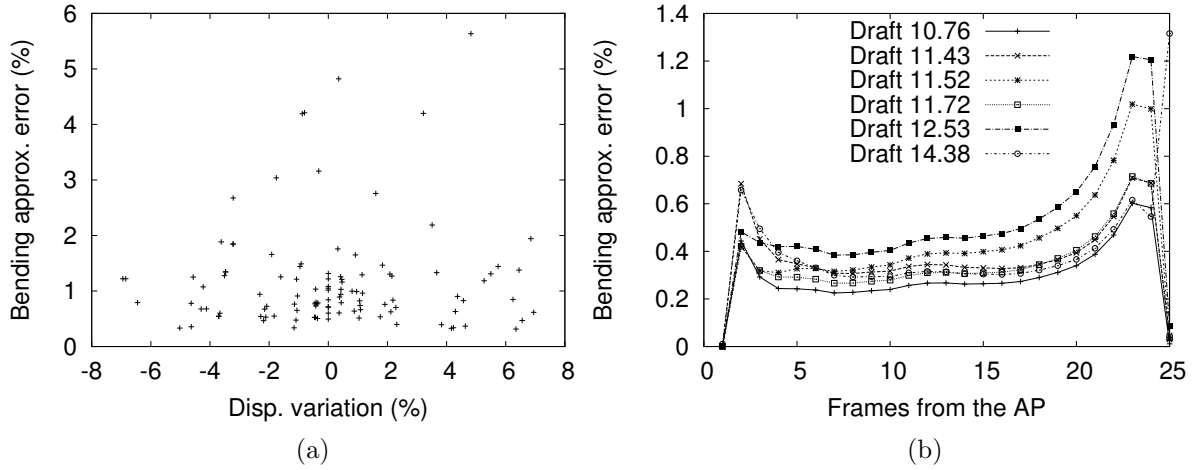 Bending approx. error (%)
6
5
4
3
2
1
0
-8 -6 -4 -2 0 2 4 6 8
Disp. variation (%)
(a)
Bending approx. error (%)
1.4
1.2
1
0.8
0.6
0.4
0.2
0
Draft 10.76
Draft 11.43
Draft 11.52
Draft 11.72
Draft 12.53
Draft 14.38
0 5 10 15 20 25
Frames from the AP
(b)